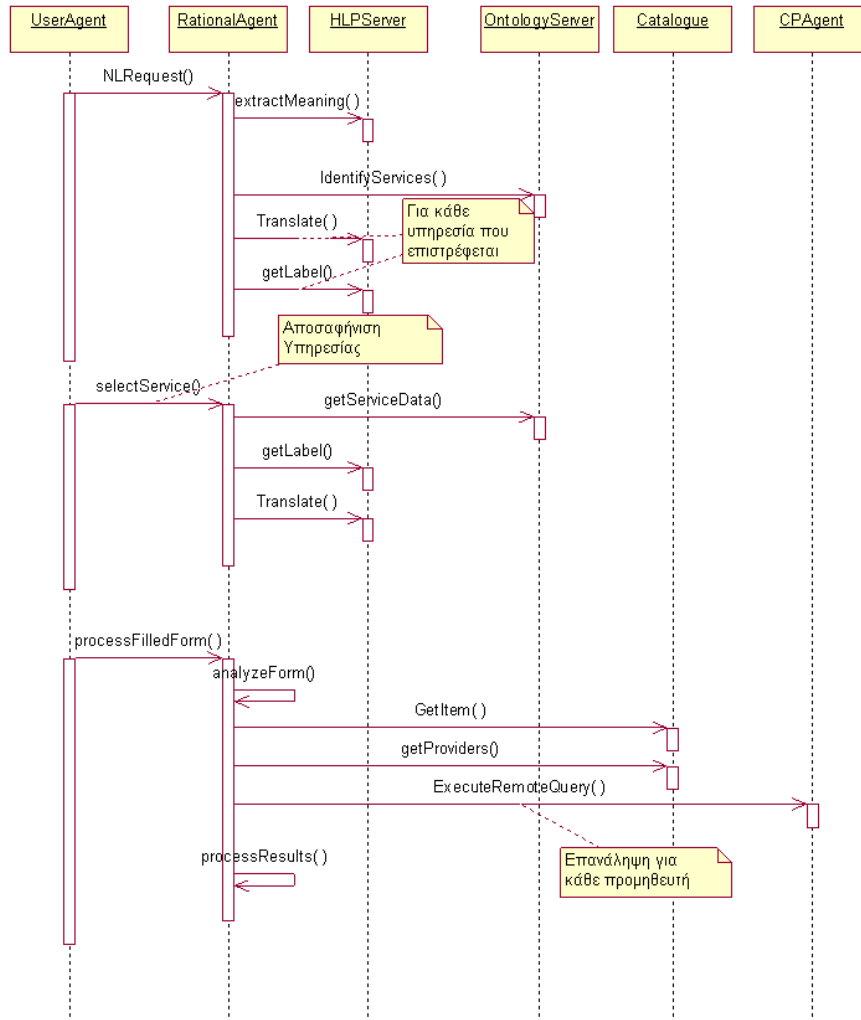 UserAgent
RationalAgent
HLPServer
OntologyServer
Catalogue
CPAgent
NLRequest()
extractMeaning( )
IdentifyServices( )
Για κάθε
υπηρεσία που
επιστρέφεται
Translate( )
getLabel( )
Αποσαφήνιση
Υπηρεσίας
selectService()
getServiceData()
getLabel()
Translate( )
processFilledForm( )
analyzeForm()
GetItem( )
getProviders()
ExecuteRemoteQuery( )
Επανάληψη για
κάθε προμηθευτή
processResults( )